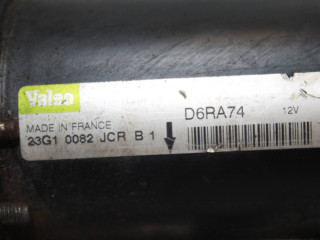 Valeo
D6RA74 12V
MADE IN FRANCE
23G1 0082 JCR B 1